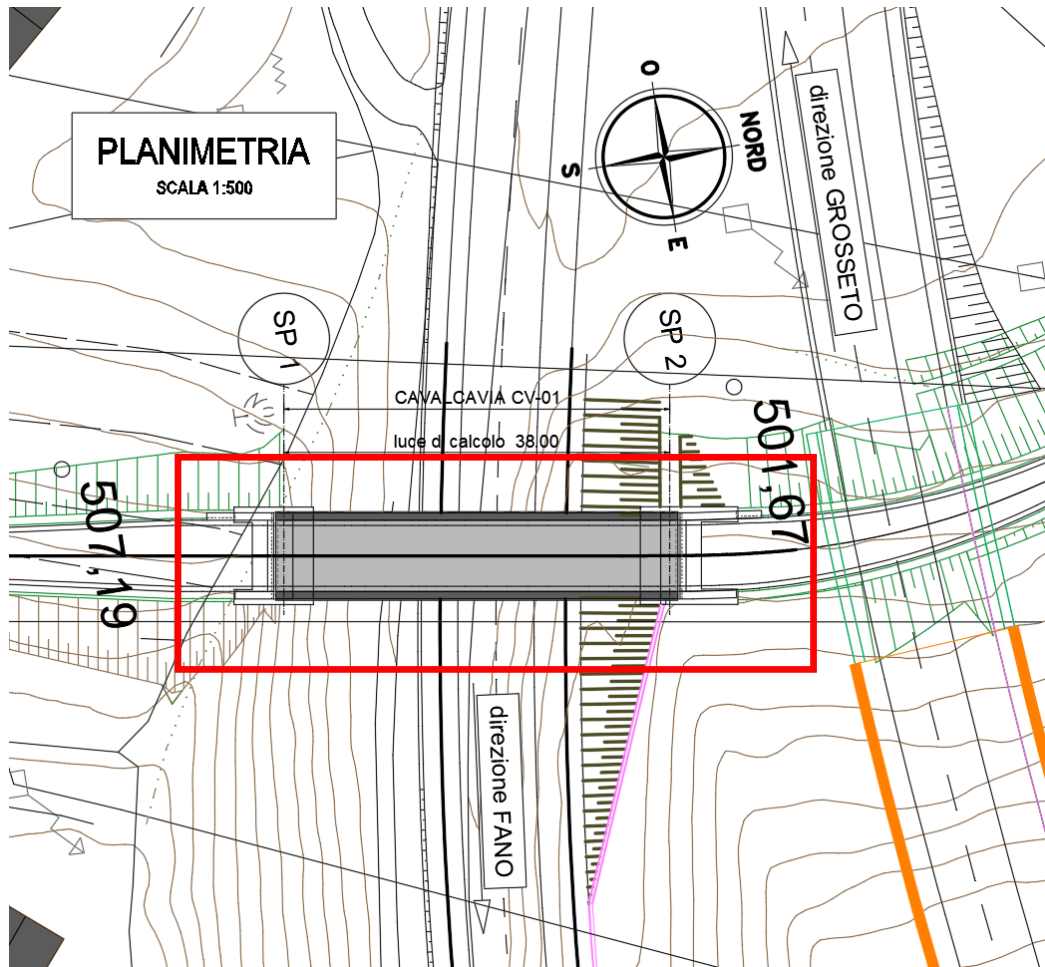 PLANIMETRIA
SCALA 1:500
O
NORD
S
E
direzione GROSSETO
SP 1
SP 2
CAVALCAVIA CV-01
luce di calcolo 38.00
507,19
501,67
direzione FANO